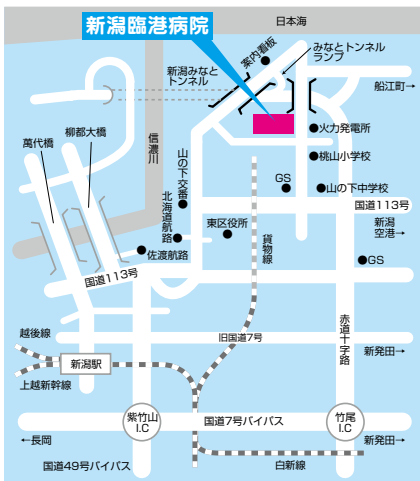 日本海
新潟臨港病院
案内看板
みなとトンネル
ランプ
新潟みなと
トンネル
船江町→
火力発電所
柳都大橋
萬代橋
信濃川
山の下交番
桃山小学校
GS
山の下中学校
北海道航路
国道113号
東区役所
貨物線
新潟
空港→
佐渡航路
GS
国道113号
赤道十字路
越後線
旧国道7号
新発田→
新潟駅
上越新幹線
紫竹山
I.C
国道7号バイパス
竹尾
I.C
←長岡
新発田→
国道49号バイパス
白新線